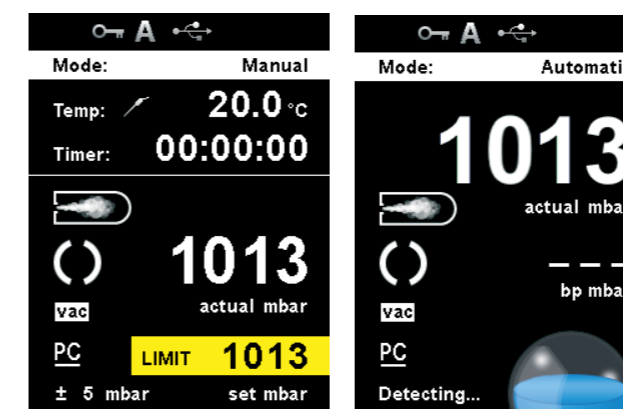 A
Mode: Manual
Temp: 20.0 °C
Timer: 00:00:00
1013
actual mbar
vac
PC LIMIT 1013
± 5 mbar set mbar
A
Mode: Automati
1013
actual mba
---
bp mba
vac
PC
Detecting...